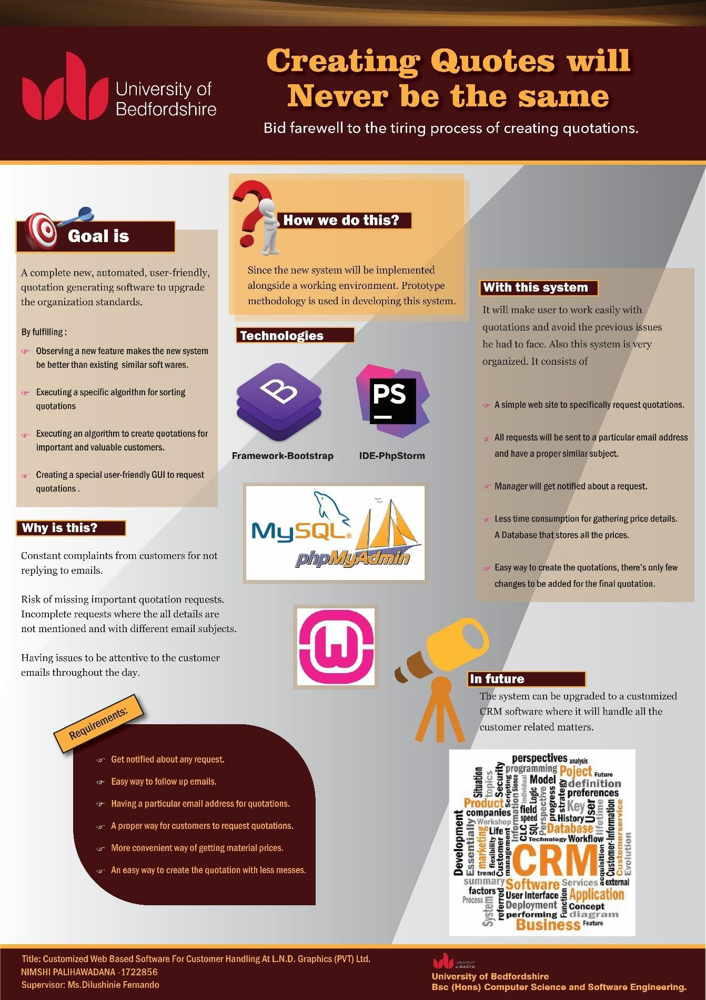 University of
Bedfordshire
Creating Quotes will
Never be the same
Bid farewell to the tiring process of creating quotations.
Goal is
A complete new, automated, user-friendly,
quotation generating software to upgrade
the organization standards.
By fulfilling :
Observing a new feature makes the new system
be better than existing similar soft wares.
Executing a specific algorithm for sorting
quotations
Executing an algorithm to create quotations for
important and valuable customers.
Creating a special user-friendly GUI to request
quotations .
Why is this?
Constant complaints from customers for not
replying to emails.
Risk of missing important quotation requests.
Incomplete requests where the all details are
not mentioned and with different email subjects.
Having issues to be attentive to the customer
emails throughout the day.
Requirements:
Get notified about any request.
Easy way to follow up emails.
Having a particular email address for quotations.
A proper way for customers to request quotations.
More convenient way of getting material prices.
An easy way to create the quotation with less messes.
How we do this?
Since the new system will be implemented
alongside a working environment. Prototype
methodology is used in developing this system.
Technologies
B
PS
Framework-Bootstrap
IDE-PhpStorm
MySQL®
phpMyAdmin
W
With this system
It will make user to work easily with
quotations and avoid the previous issues
he had to face. Also this system is very
organized. It consists of
A simple web site to specifically request quotations.
All requests will be sent to a particular email address
and have a proper similar subject.
Manager will get notified about a request.
Less time consumption for gathering price details.
A Database that stores all the prices.
Easy way to create the quotations, there's only few
changes to be added for the final quotation.
In future
The system can be upgraded to a customized
CRM software where it will handle all the
customer related matters.
perspectives
analysis
programming
Poject
Future
Situation
topics
Security
Scripting
Sience
Individual
Model
strategy
definition
preferences
Product
companies
Information
field
Logic
Perspective
progress
Key
User
History
Workshop
speed
SQL
CLC
Database
lifetime
Customer-Information
Customerservice
Development
Essentially
marketing
Life
flexibility
Customer
management
Technology
Workflow
Evolution
CRM
acquisition
trend
summary
Software
Services
external
factors
User Interface
Function
Application
Process
System
referred
Deployment
Concept
performing
diagram
Business
Feature
Title: Customized Web Based Software For Customer Handling At L.N.D. Graphics (PVT) Ltd.
NIMSHI PALIHAWADANA -1722856
Supervisor: Ms.Dilushinie Fernando
University of
Bedfordshire
University of Bedfordshire
Bsc (Hons) Computer Science and Software Engineering.